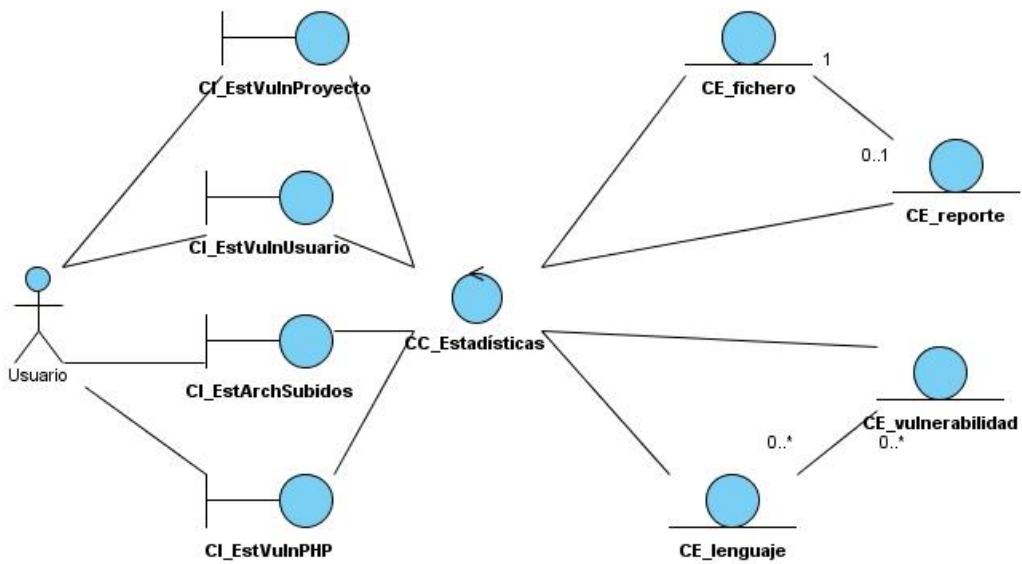 CI_EstVulnProyecto
CE_fichero
1
0..1
CE_reporte
CI_EstVulnUsuario
CC_Estadísticas
Usuario
CI_EstArchSubidos
CE_vulnerabilidad
0..*
0..*
CI_EstVulnPHP
CE_lenguaje